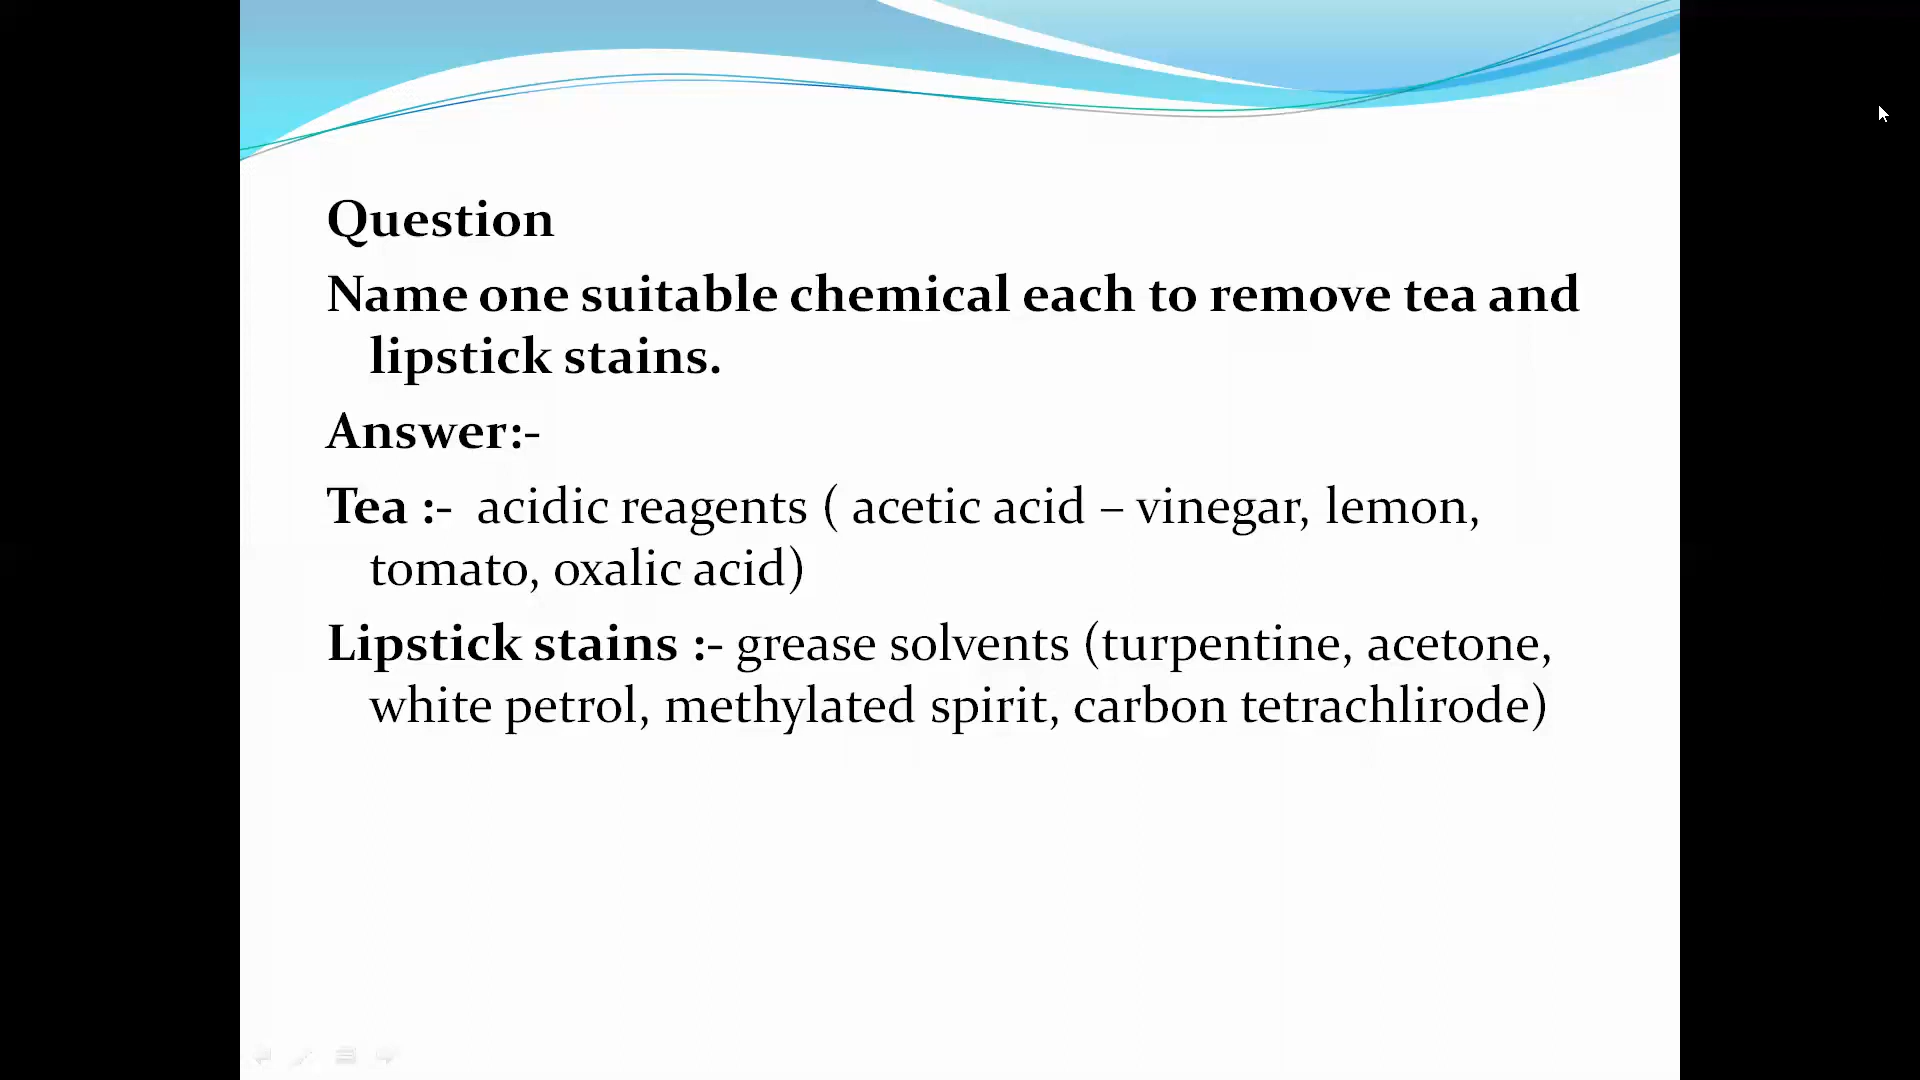 Question
Name one suitable chemical each to remove tea and
lipstick stains.
Answer:-
Tea :- acidic reagents ( acetic acid – vinegar, lemon,
tomato, oxalic acid)
Lipstick stains :- grease solvents (turpentine, acetone,
white petrol, methylated spirit, carbon tetrachlirode)